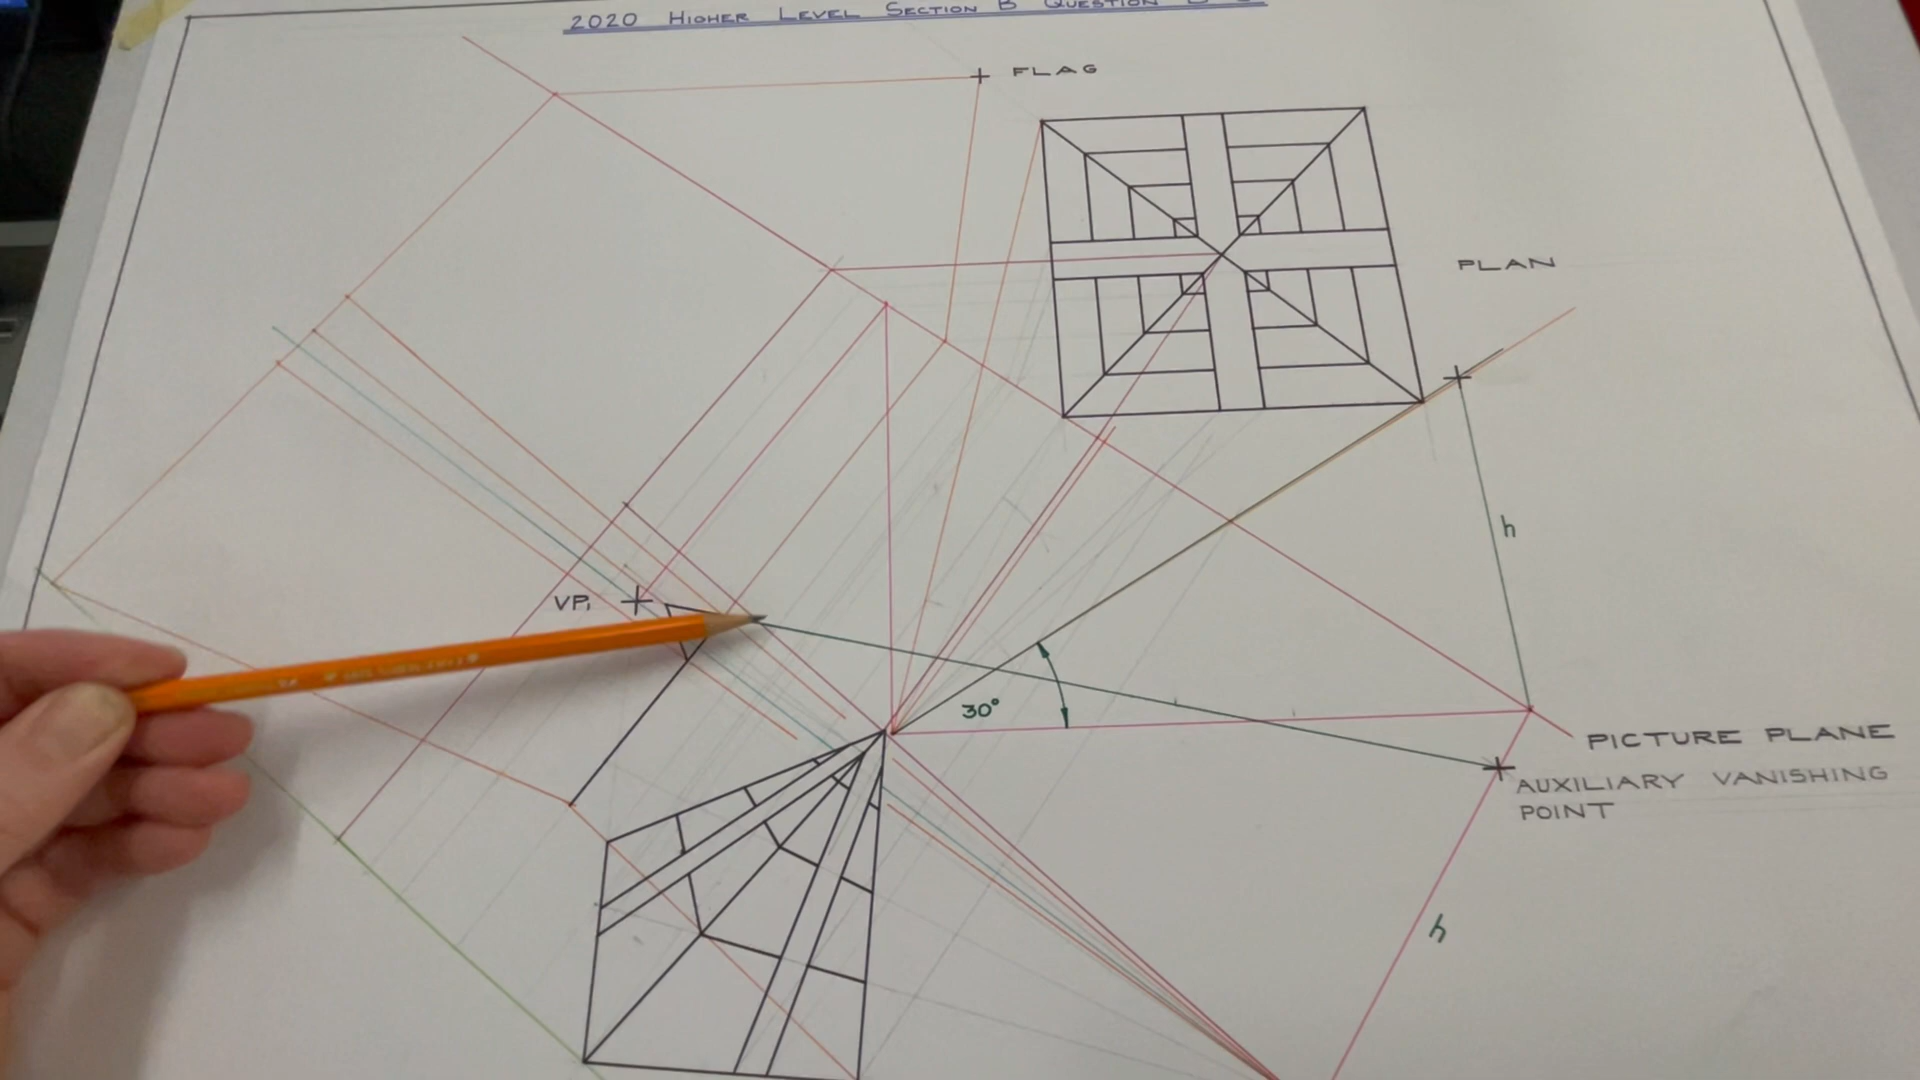 2020 HIGHER LEVEL SECTION B QUESTION
+ FLAG
PLAN
h
VP₁ +
30°
PICTURE PLANE
AUXILIARY VANISHING
POINT
h